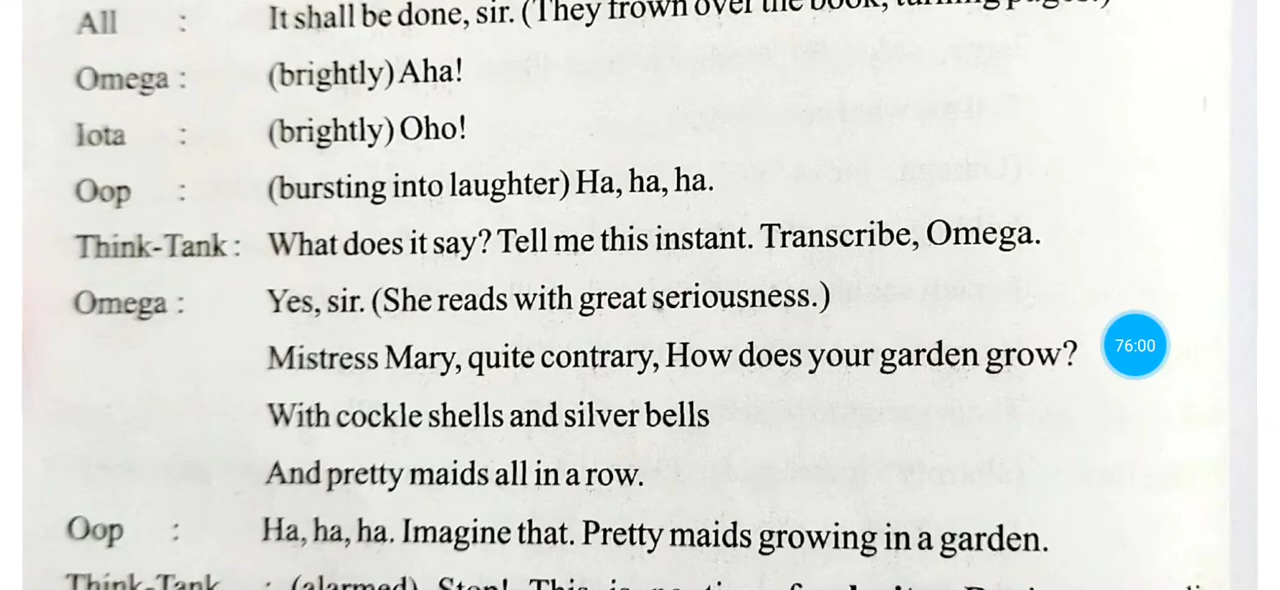 All : It shall be done, sir. (They frown over the book, turning pages.)
Omega : (brightly) Aha!
Iota : (brightly) Oho!
Oop : (bursting into laughter) Ha, ha, ha.
Think-Tank : What does it say? Tell me this instant. Transcribe, Omega.
Omega : Yes, sir. (She reads with great seriousness.)
Mistress Mary, quite contrary, How does your garden grow?
76:00
With cockle shells and silver bells
And pretty maids all in a row.
Oop : Ha, ha, ha. Imagine that. Pretty maids growing in a garden.
Think-Tank : (alarmed) Stop! This is